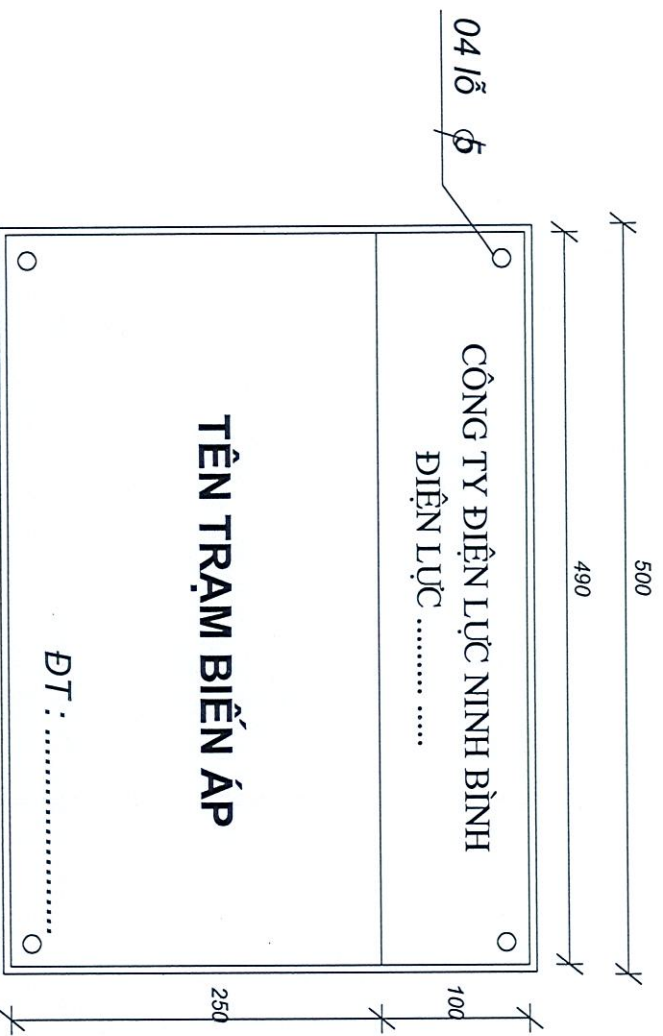 500
490
04 lỗ ϕ5
CÔNG TY ĐIỆN LỰC NINH BÌNH
ĐIỆN LỰC ......... .....
100
TÊN TRẠM BIẾN ÁP
250
ĐT : ........................